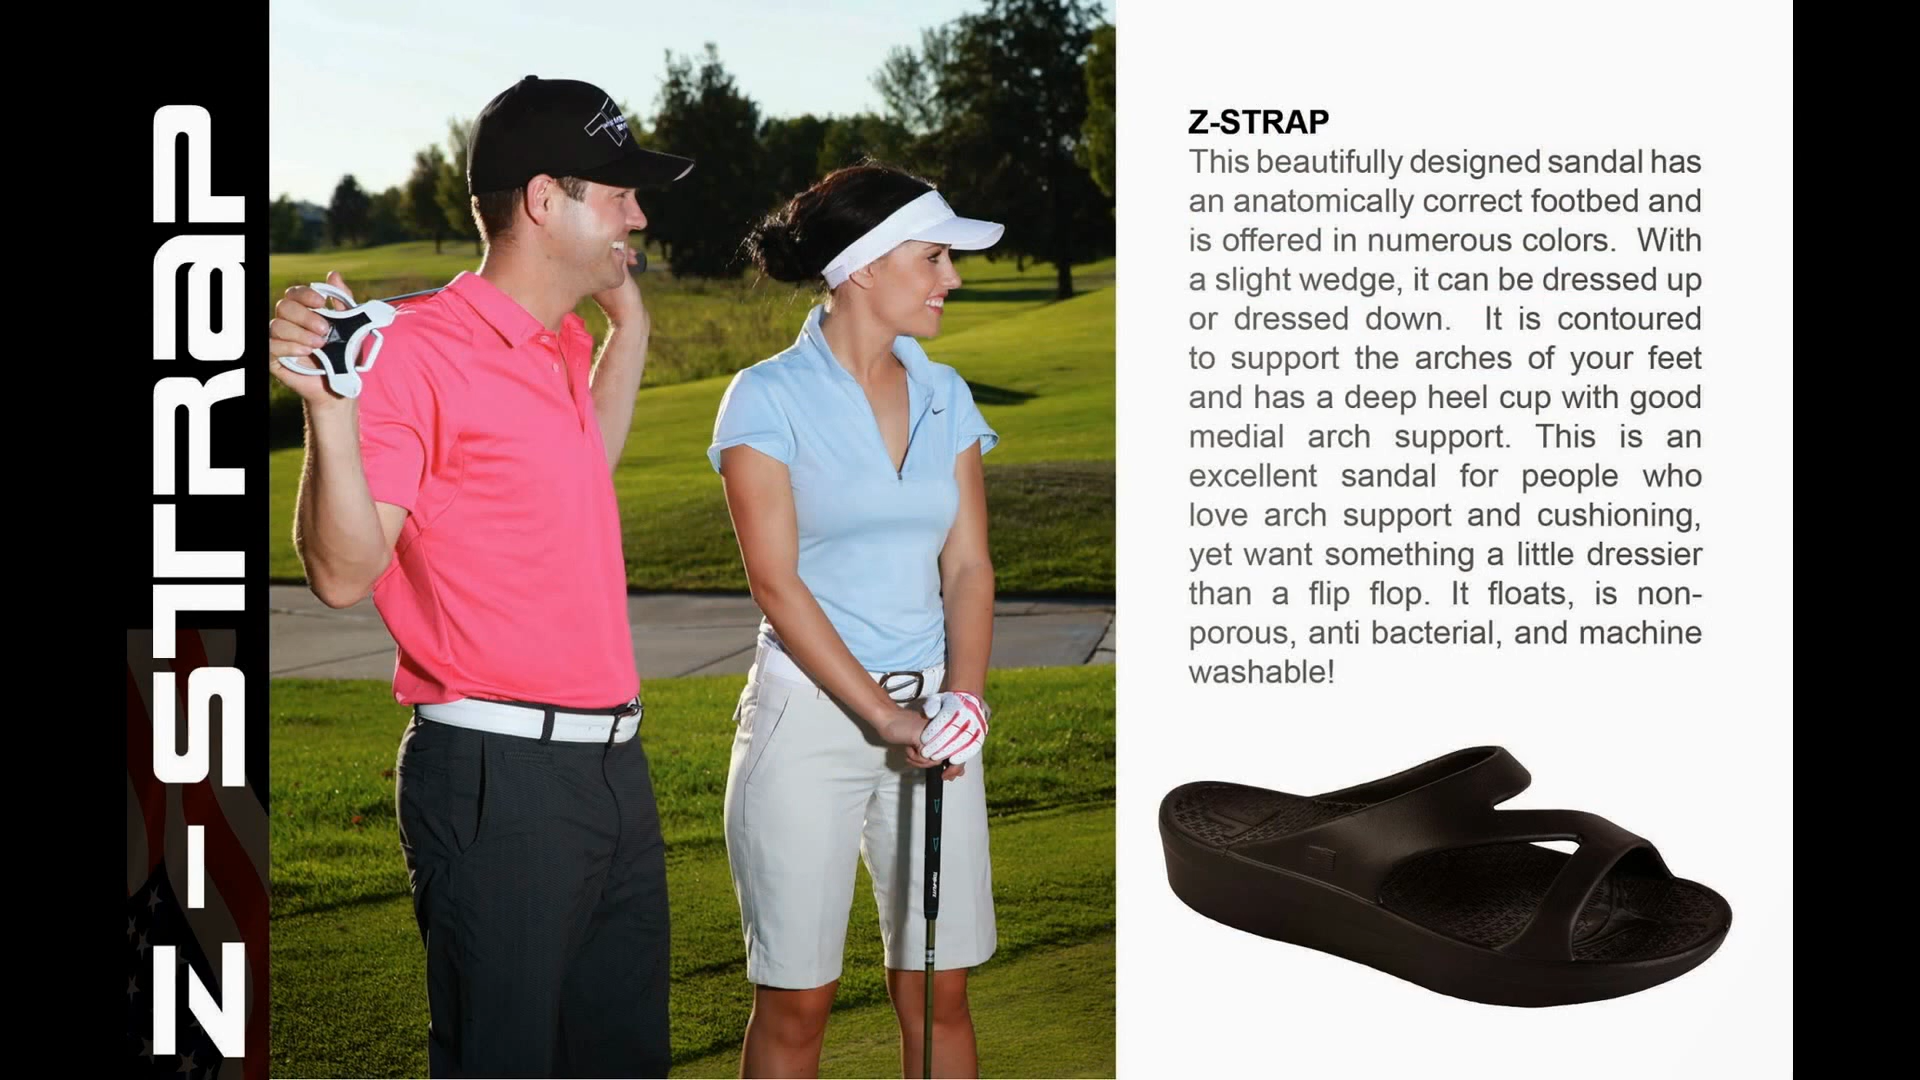 Z-STRaP
Z-STRAP
This beautifully designed sandal has
an anatomically correct footbed and
is offered in numerous colors. With
a slight wedge, it can be dressed up
or dressed down. It is contoured
to support the arches of your feet
and has a deep heel cup with good
medial arch support. This is an
excellent sandal for people who
love arch support and cushioning,
yet want something a little dressier
than a flip flop. It floats, is non-
porous, anti bacterial, and machine
washable!